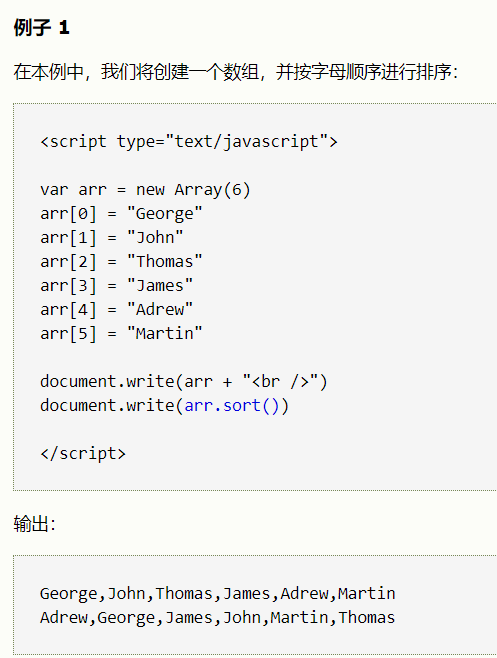 例子 1
在本例中，我们将创建一个数组，并按字母顺序进行排序：
<script type="text/javascript">
var arr = new Array(6)
arr[0] = "George"
arr[1] = "John"
arr[2] = "Thomas"
arr[3] = "James"
arr[4] = "Adrew"
arr[5] = "Martin"
document.write(arr + "<br />")
document.write(arr.sort())
</script>
输出：
George,John,Thomas,James,Adrew,Martin
Adrew,George,James,John,Martin,Thomas